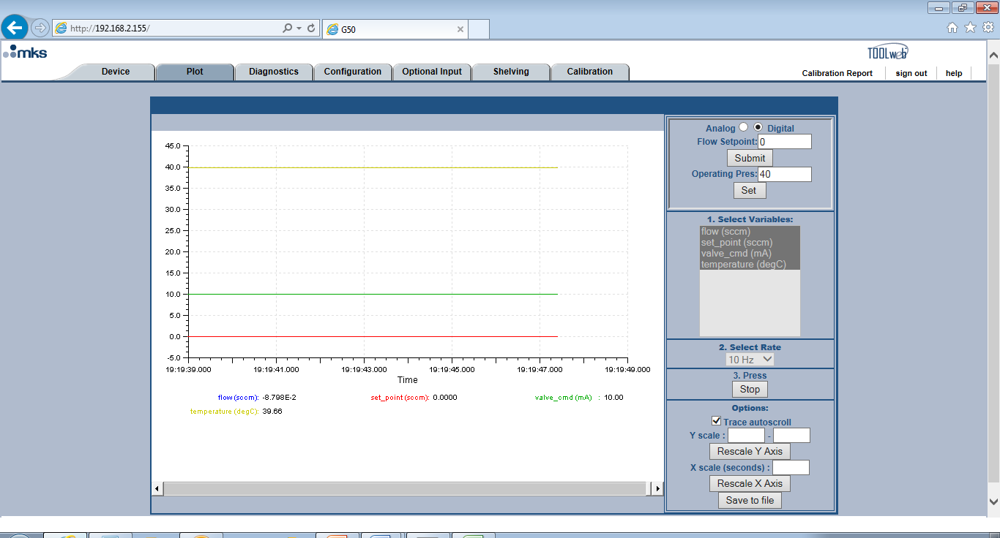 http://192.168.2.155/
G50
mks
TOOLweb
Device Plot Diagnostics Configuration Optional Input Shelving Calibration
Calibration Report sign out help
Analog Digital
Flow Setpoint: 0
Submit
Operating Pres: 40
Set
1. Select Variables:
flow (sccm)
set_point (sccm)
valve_cmd (mA)
temperature (degC)
2. Select Rate
10 Hz
3. Press
Stop
Options:
Trace autoscroll
Y scale : -
Rescale Y Axis
X scale (seconds) :
Rescale X Axis
Save to file
45.0
40.0
35.0
30.0
25.0
20.0
15.0
10.0
5.0
0.0
-5.0
19:19:39.000 19:19:41.000 19:19:43.000 19:19:45.000 19:19:47.000 19:19:49.000
Time
flow (sccm): -8.798E-2 set_point (sccm): 0.0000 valve_cmd (mA) : 10.00
temperature (degC): 39.66